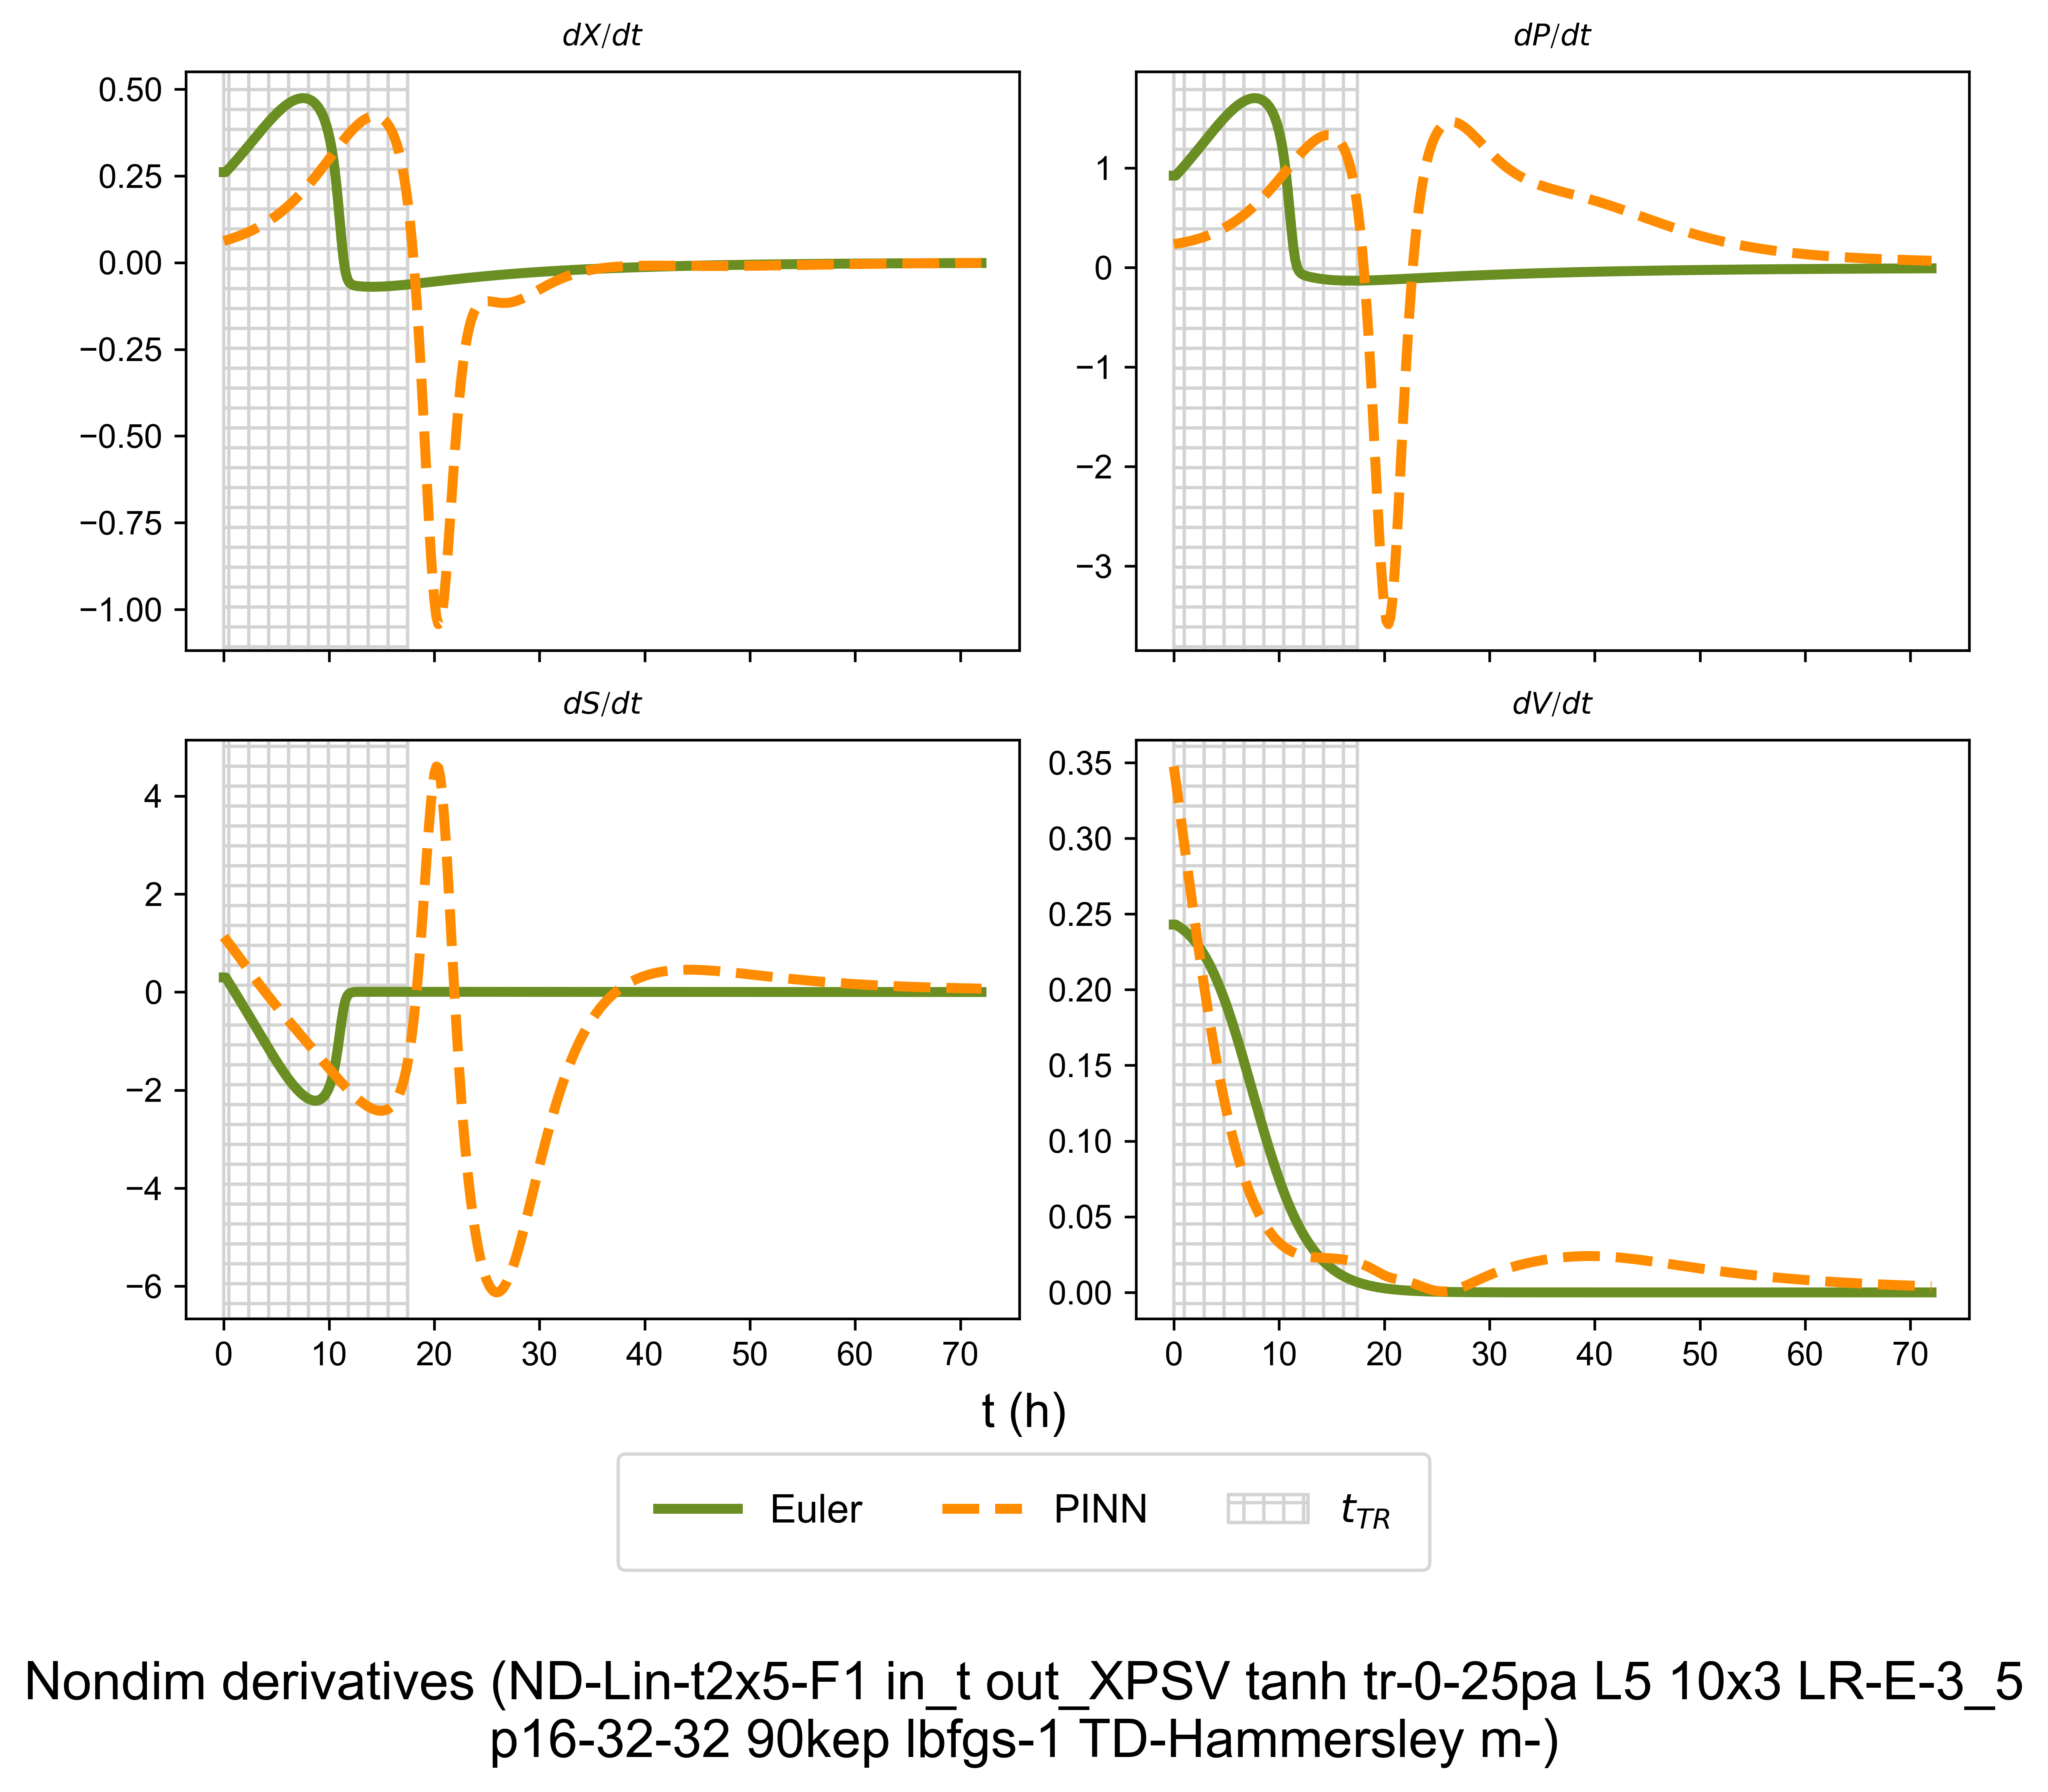 dX/dt
dP/dt
0.50
0.25
0.00
−0.25
−0.50
−0.75
−1.00
1
0
−1
−2
−3
dS/dt
dV/dt
4
2
0
−2
−4
−6
0.35
0.30
0.25
0.20
0.15
0.10
0.05
0.00
0 10 20 30 40 50 60 70
0 10 20 30 40 50 60 70
t (h)
Euler PINN t_{TR}
Nondim derivatives (ND-Lin-t2x5-F1 in_t out_XPSV tanh tr-0-25pa L5 10x3 LR-E-3_5
p16-32-32 90kep lbfgs-1 TD-Hammersley m-)